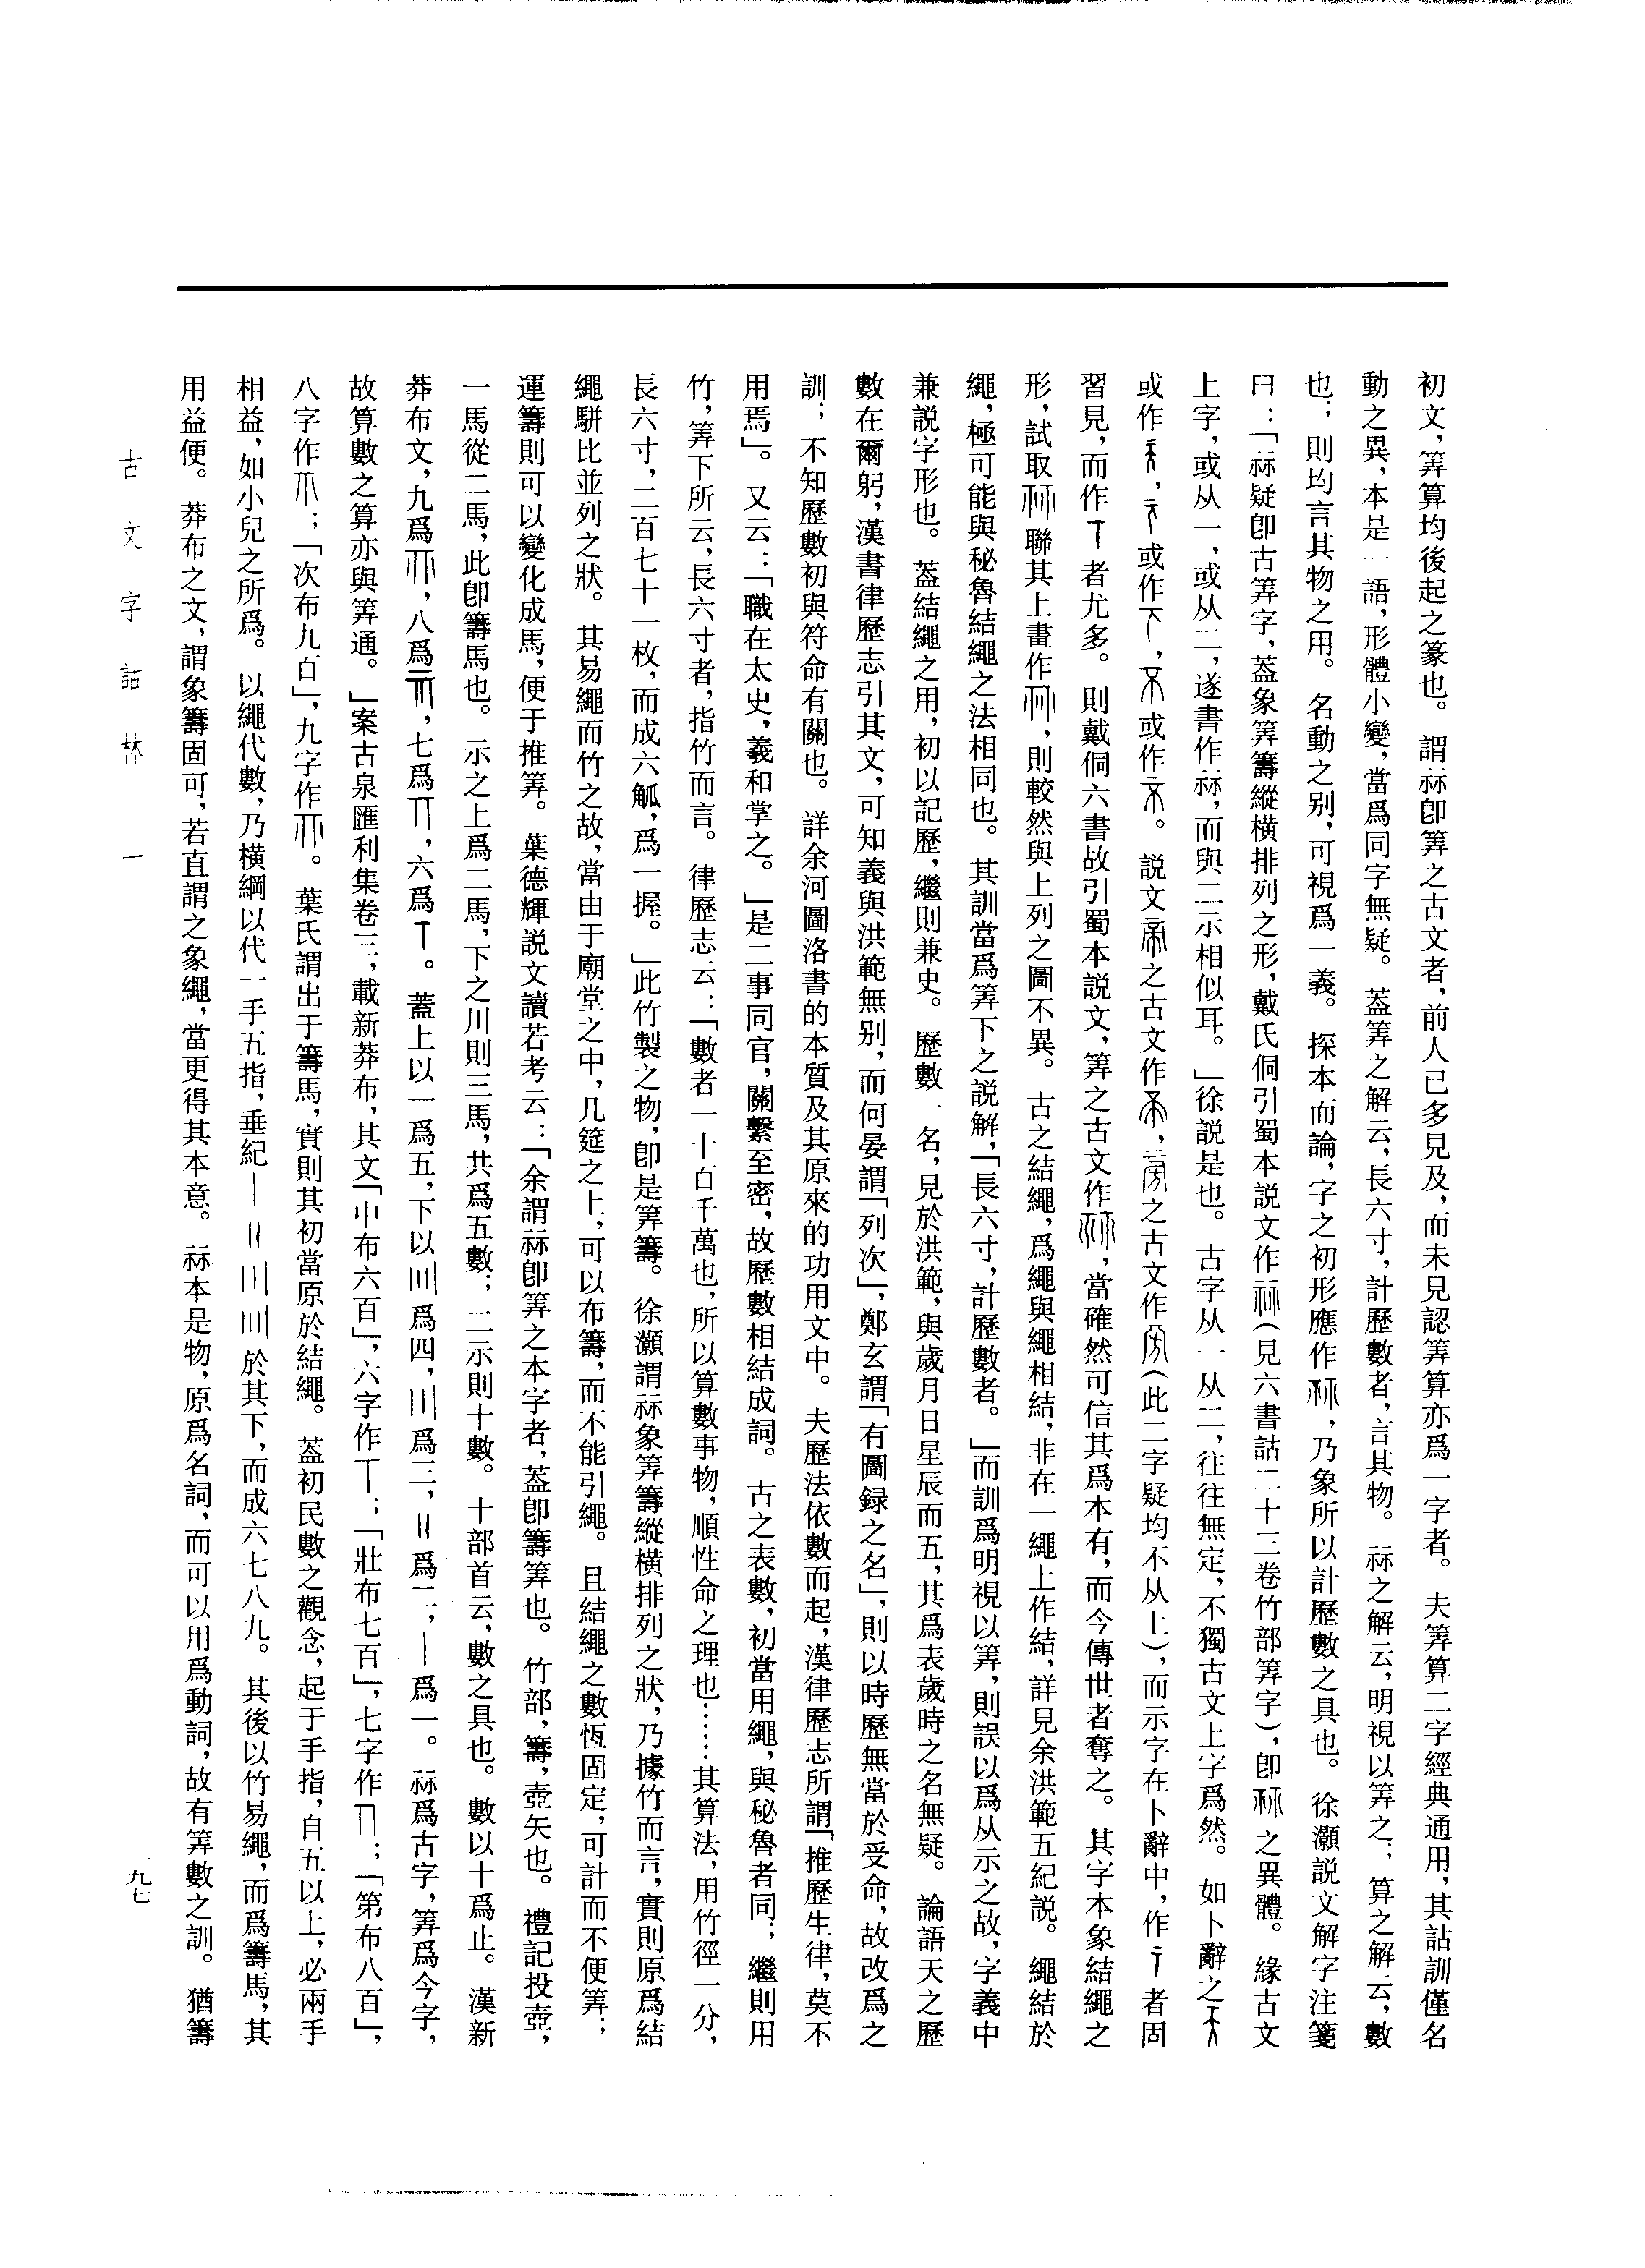 初文，筭算均後起之篆也。謂祘卽筭之古文者，前人已多見及，而未見認筭算亦爲一字者。夫筭算二字經典通用，其詁訓僅名
動之異，本是一語，形體小變，當爲同字無疑。葢筭之解云，長六寸，計歷數者，言其物。祘之解云，明視以筭之；算之解云，數
也；則均言其物之用。名動之别，可視爲一義。探本而論，字之初形應作，乃象所以計歷數之具也。徐灝説文解字注箋
曰：「祘疑卽古筭字，葢象筭籌縱橫排列之形，戴氏侗引蜀本説文作（見六書詁二十三卷竹部筭字），卽之異體。緣古文
上字，或从一，或从二，遂書作祘，而與二示相似耳。」徐説是也。古字从一从二，往往無定，不獨古文上字爲然。如卜辭之
或作，或作，或作。説文帝之古文作，之古文作（此二字疑均不从上），而示字在卜辭中，作者固
習見，而作丅者尤多。則戴侗六書故引蜀本説文，筭之古文作，當確然可信其爲本有，而今傳世者奪之。其字本象結繩之
形，試取聯其上畫作，則較然與上列之圖不異。古之結繩，爲繩與繩相結，非在一繩上作結，詳見余洪範五紀説。繩結於
繩，極可能與秘魯結繩之法相同也。其訓當爲筭下之説解，「長六寸，計歷數者。」而訓爲明視以筭，則誤以爲从示之故，字義中
兼説字形也。葢結繩之用，初以記歷，繼則兼史。歷數一名，見於洪範，與歲月日星辰而五，其爲表歲時之名無疑。論語天之歷
數在爾躬，漢書律歷志引其文，可知義與洪範無别，而何晏謂「列次」，鄭玄謂「有圖録之名」，則以時歷無當於受命，故改爲之
訓；不知歷數初與符命有關也。詳余河圖洛書的本質及其原來的功用文中。夫歷法依數而起，漢律歷志所謂「推歷生律，莫不
用焉」。又云：「職在太史，羲和掌之。」是二事同官，關繫至密，故歷數相結成詞。古之表數，初當用繩，與秘魯者同；繼則用
竹，筭下所云，長六寸者，指竹而言。律歷志云：「數者一十百千萬也，所以算數事物，順性命之理也……其算法，用竹徑一分，
長六寸，二百七十一枚，而成六觚，爲一握。」此竹製之物，卽是筭籌。徐灝謂祘象筭籌縱橫排列之狀，乃據竹而言，實則原爲結
繩駢比並列之狀。其易繩而竹之故，當由于廟堂之中，几筵之上，可以布籌，而不能引繩。且結繩之數恆固定，可計而不便筭；
運籌則可以變化成馬，便于推筭。葉德輝説文讀若考云：「余謂祘卽筭之本字者，葢卽籌筭也。竹部，籌，壺矢也。禮記投壺，
一馬從二馬，此卽籌馬也。示之上爲二馬，下之川則三馬，共爲五數；二示則十數。十部首云，數之具也。數以十爲止。漢新
莽布文，九爲，八爲，七爲，六爲丅。葢上以一爲五，下以〣爲四，川爲三，〢爲二，丨爲一。祘爲古字，筭爲今字，
故算數之算亦與筭通。」案古泉匯利集卷三，載新莽布，其文「中布六百」，六字作丅；「壯布七百」，七字作；「第布八百」，
八字作；「次布九百」，九字作。葉氏謂出于籌馬，實則其初當原於結繩。葢初民數之觀念，起于手指，自五以上，必兩手
相益，如小兒之所爲。以繩代數，乃橫綱以代一手五指，垂紀丨〢川〣於其下，而成六七八九。其後以竹易繩，而爲籌馬，其
用益便。莽布之文，謂象籌固可，若直謂之象繩，當更得其本意。祘本是物，原爲名詞，而可以用爲動詞，故有筭數之訓。猶籌
古文字詁林 一
一九七